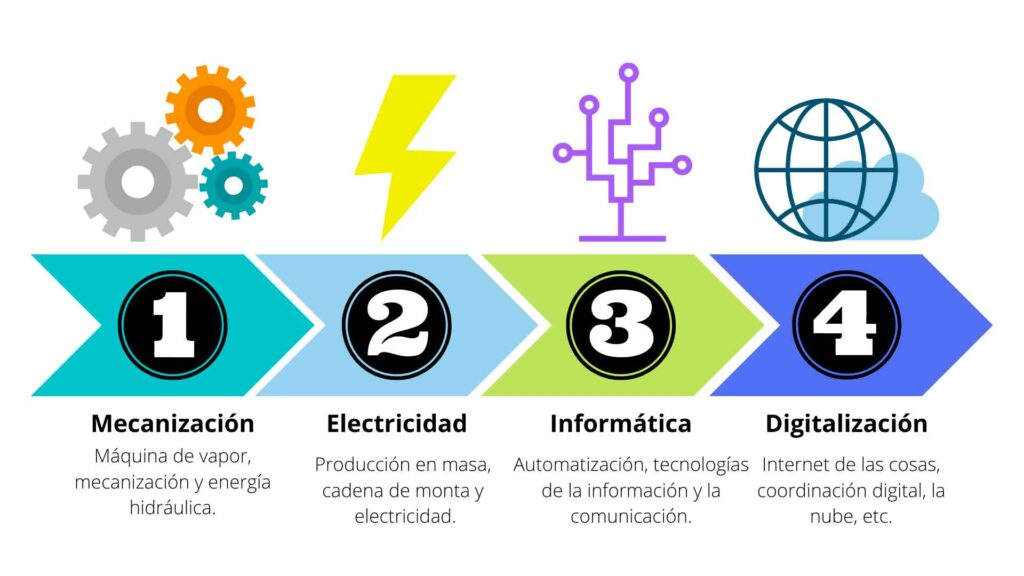 1
2
3
4
Mecanización
Máquina de vapor,
mecanización y energía
hidráulica.
Electricidad
Producción en masa,
cadena de monta y
electricidad.
Informática
Automatización, tecnologías
de la información y la
comunicación.
Digitalización
Internet de las cosas,
coordinación digital, la
nube, etc.